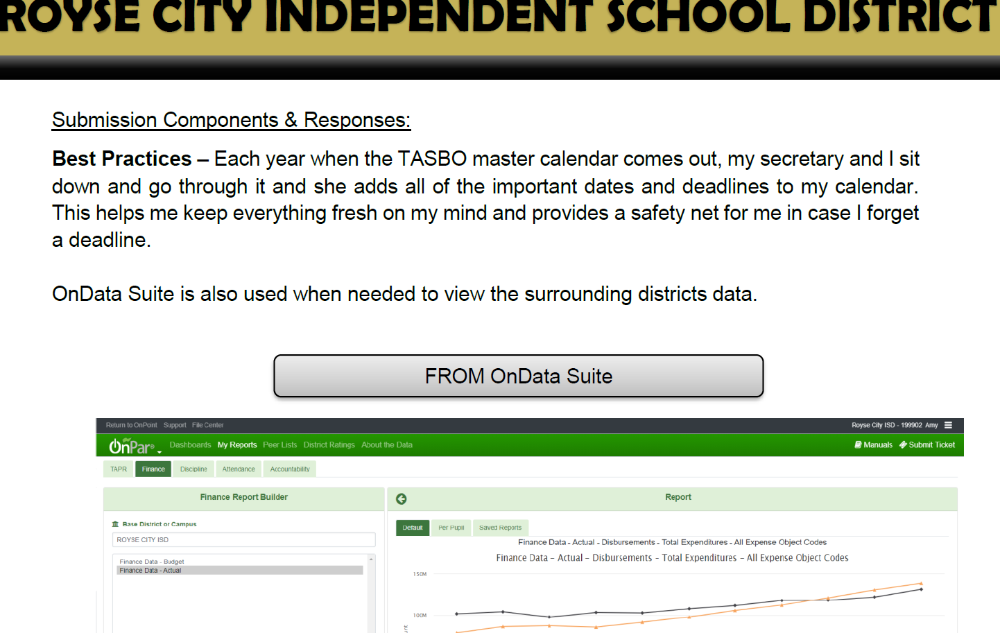 ROYSE CITY INDEPENDENT SCHOOL DISTRICT
Submission Components & Responses:
Best Practices – Each year when the TASBO master calendar comes out, my secretary and I sit
down and go through it and she adds all of the important dates and deadlines to my calendar.
This helps me keep everything fresh on my mind and provides a safety net for me in case I forget
a deadline.
OnData Suite is also used when needed to view the surrounding districts data.
FROM OnData Suite
Return to OnPoint Support File Center
Royse City ISD - 199902 Amy
OnPar Dashboards My Reports Peer Lists District Ratings About the Data
Manuals Submit Ticket
TAPR Finance Discipline Attendance Accountability
Finance Report Builder
Base District or Campus
ROYSE CITY ISD
Finance Data - Budget
Finance Data - Actual
Report
Default Per Pupil Saved Reports
Finance Data - Actual - Disbursements - Total Expenditures - All Expense Object Codes
Finance Data – Actual – Disbursements – Total Expenditures – All Expense Object Codes
150M
100M